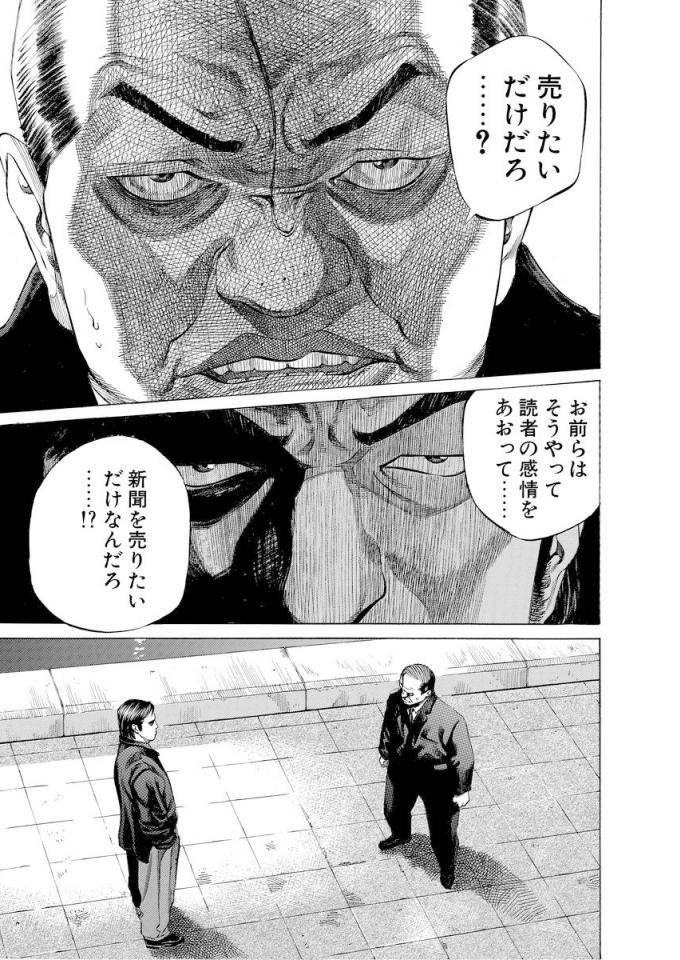 売りたい
だけだろ
……？
お前らは
そうやって
読者の感情を
あおって……
新聞を売りたい
だけなんだろ
……!?